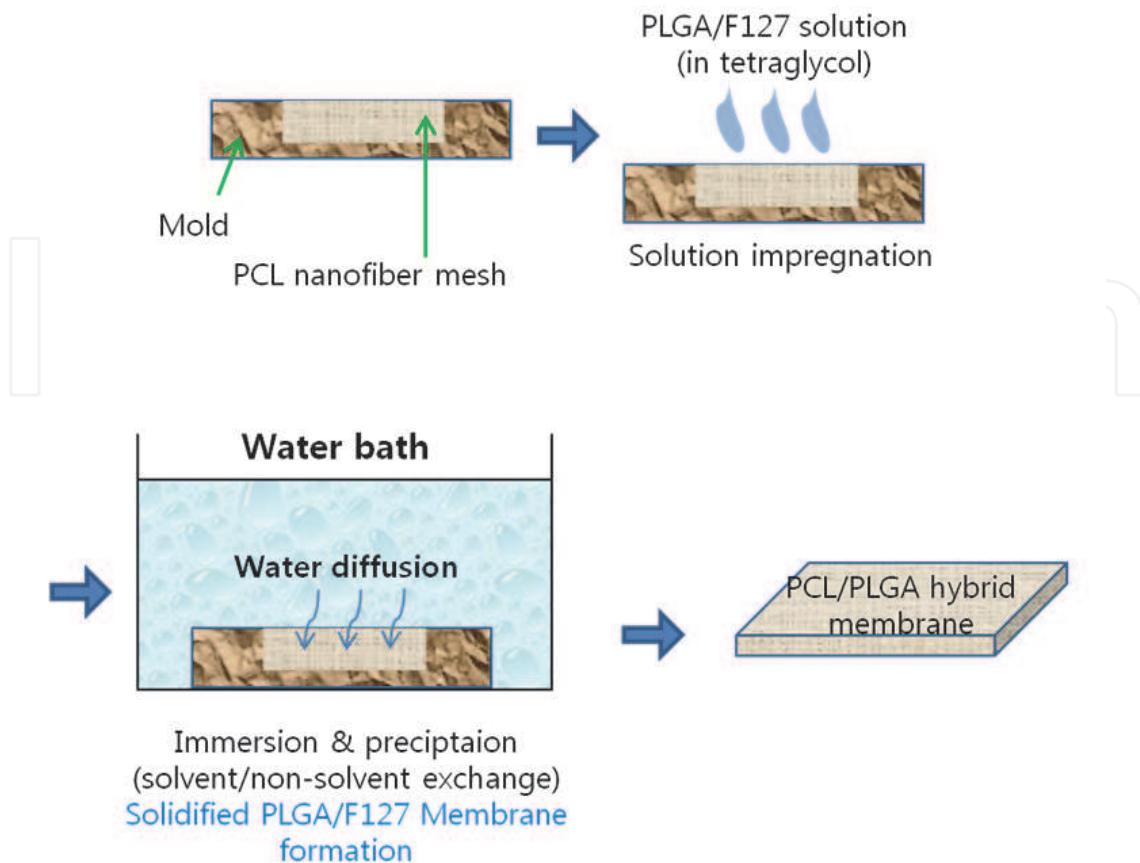 PLGA/F127 solution
(in tetraglycol)
Mold
PCL nanofiber mesh
Solution impregnation
Water bath
Water diffusion
PCL/PLGA hybrid
membrane
Immersion & preciptaion
(solvent/non-solvent exchange)
Solidified PLGA/F127 Membrane
formation